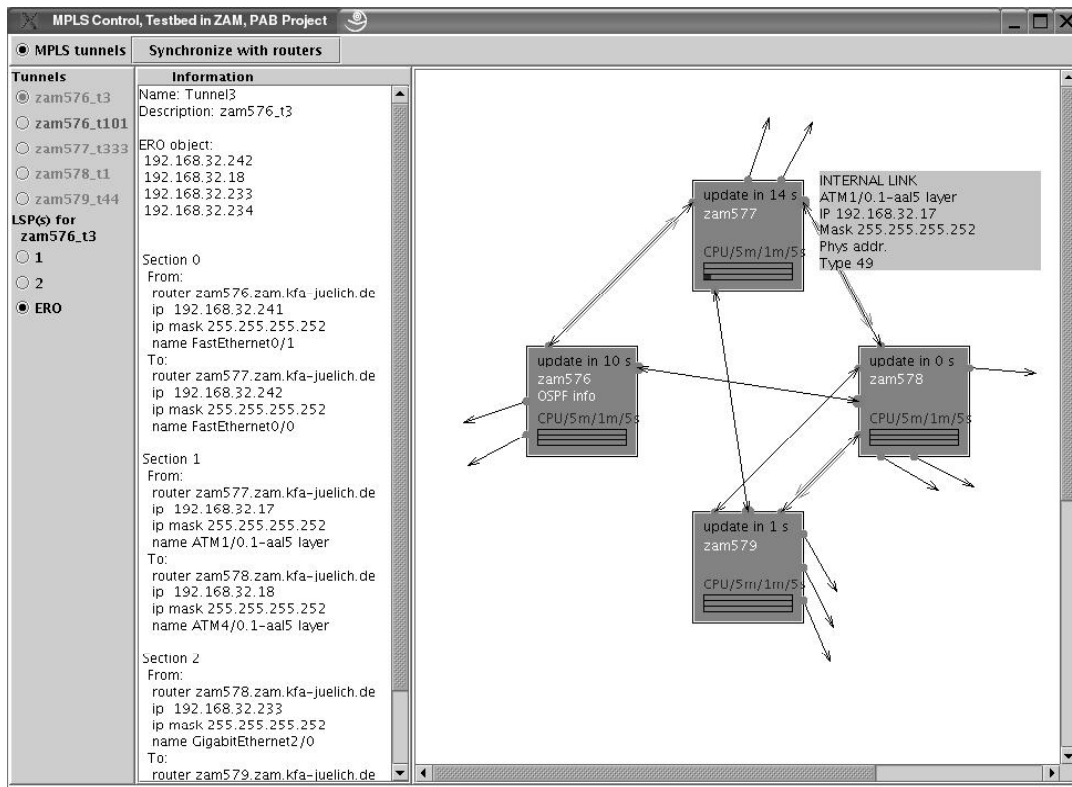 MPLS Control, Testbed in ZAM, PAB Project
MPLS tunnels
Synchronize with routers
Tunnels
zam576_t3
zam576_t101
zam577_t333
zam578_t1
zam579_t44
LSP(s) for
zam576_t3
1
2
ERO
Information
Name: Tunnel3
Description: zam576_t3
ERO object:
192.168.32.242
192.168.32.18
192.168.32.233
192.168.32.234
Section 0
From:
router zam576.zam.kfa-juelich.de
ip 192.168.32.241
ip mask 255.255.255.252
name FastEthernet0/1
To:
router zam577.zam.kfa-juelich.de
ip 192.168.32.242
ip mask 255.255.255.252
name FastEthernet0/0
Section 1
From:
router zam577.zam.kfa-juelich.de
ip 192.168.32.17
ip mask 255.255.255.252
name ATM1/0.1-aal5 layer
To:
router zam578.zam.kfa-juelich.de
ip 192.168.32.18
ip mask 255.255.255.252
name ATM4/0.1-aal5 layer
Section 2
From:
router zam578.zam.kfa-juelich.de
ip 192.168.32.233
ip mask 255.255.255.252
name GigabitEthernet2/0
To:
router zam579.zam.kfa-juelich.de
update in 14 s
zam577
CPU/5m/1m/5s
INTERNAL LINK
ATM1/0.1-aal5 layer
IP 192.168.32.17
Mask 255.255.255.252
Phys addr.
Type 49
update in 10 s
zam576
OSPF info
CPU/5m/1m/5s
update in 0 s
zam578
CPU/5m/1m/5s
update in 1 s
zam579
CPU/5m/1m/5s